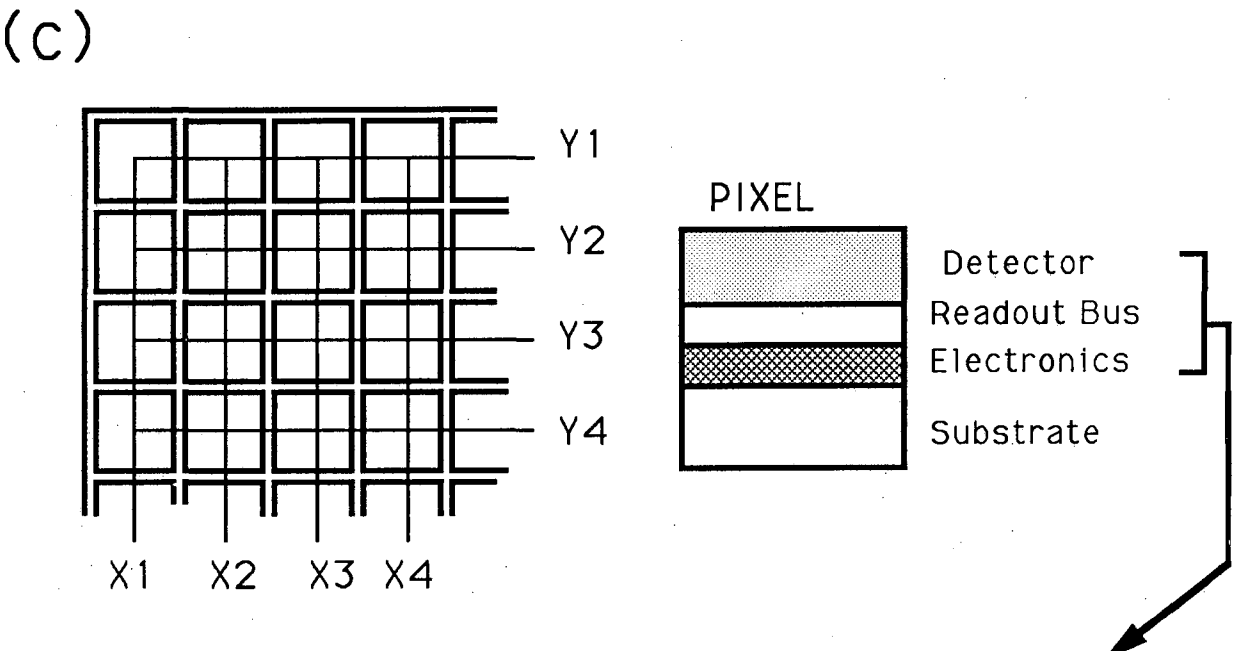 (C)
Y1
Y2
Y3
Y4
X1 X2 X3 X4
PIXEL
Detector
Readout Bus
Electronics
Substrate